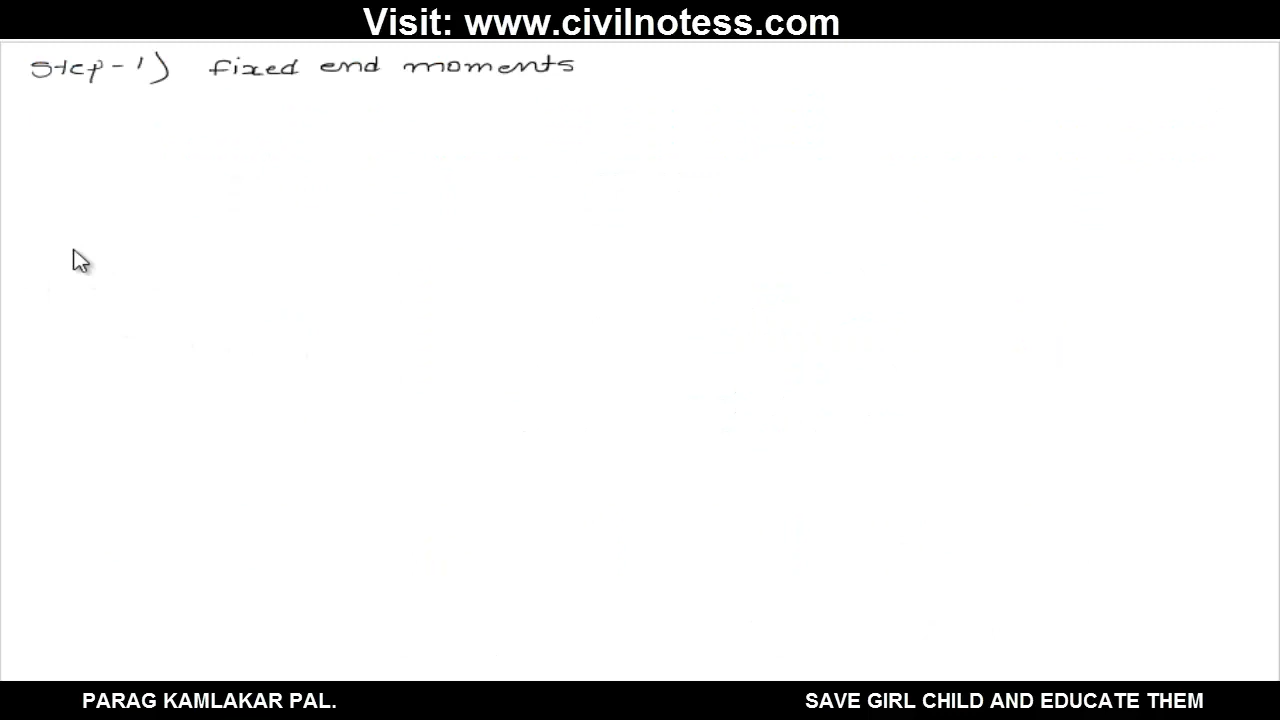 Visit: www.civilnotess.com
Step-1) fixed end moments
PARAG KAMLAKAR PAL.
SAVE GIRL CHILD AND EDUCATE THEM